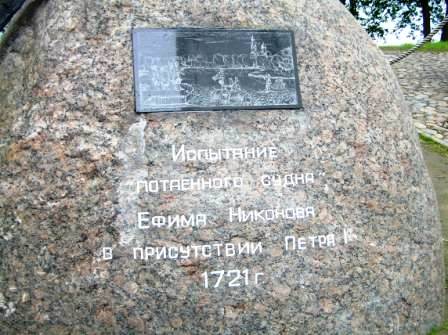 Испытание
"потаенного судна"
Ефима Никонова
в присутствии Петра I
1721 г.